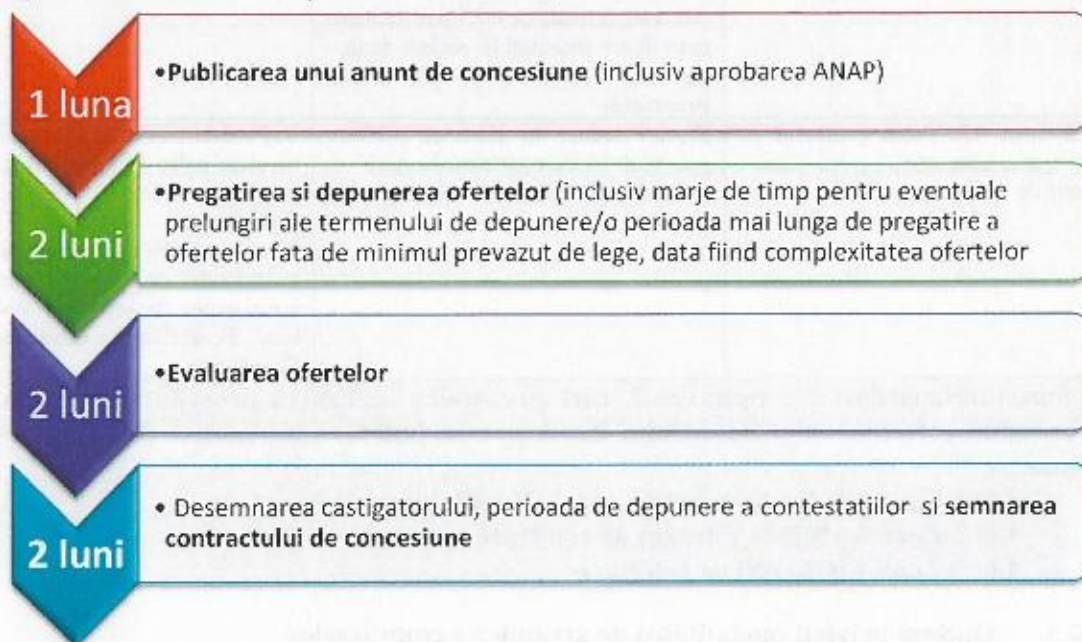 1 luna
•Publicarea unui anunt de concesiune (inclusiv aprobarea ANAP)
2 luni
•Pregatirea si depunerea ofertelor (inclusiv marje de timp pentru eventuale
prelungiri ale termenului de depunere/o perioada mai lunga de pregatire a
ofertelor fata de minimul prevazut de lege, data fiind complexitatea ofertelor
2 luni
•Evaluarea ofertelor
2 luni
• Desemnarea castigatorului, perioada de depunere a contestațiilor si semnarea
contractului de concesiune